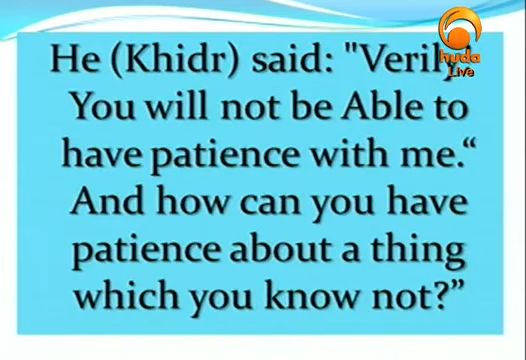 He (Khidr) said: "Verily
huda
Live
You will not be Able to
have patience with me.“
And how can you have
patience about a thing
which you know not?”